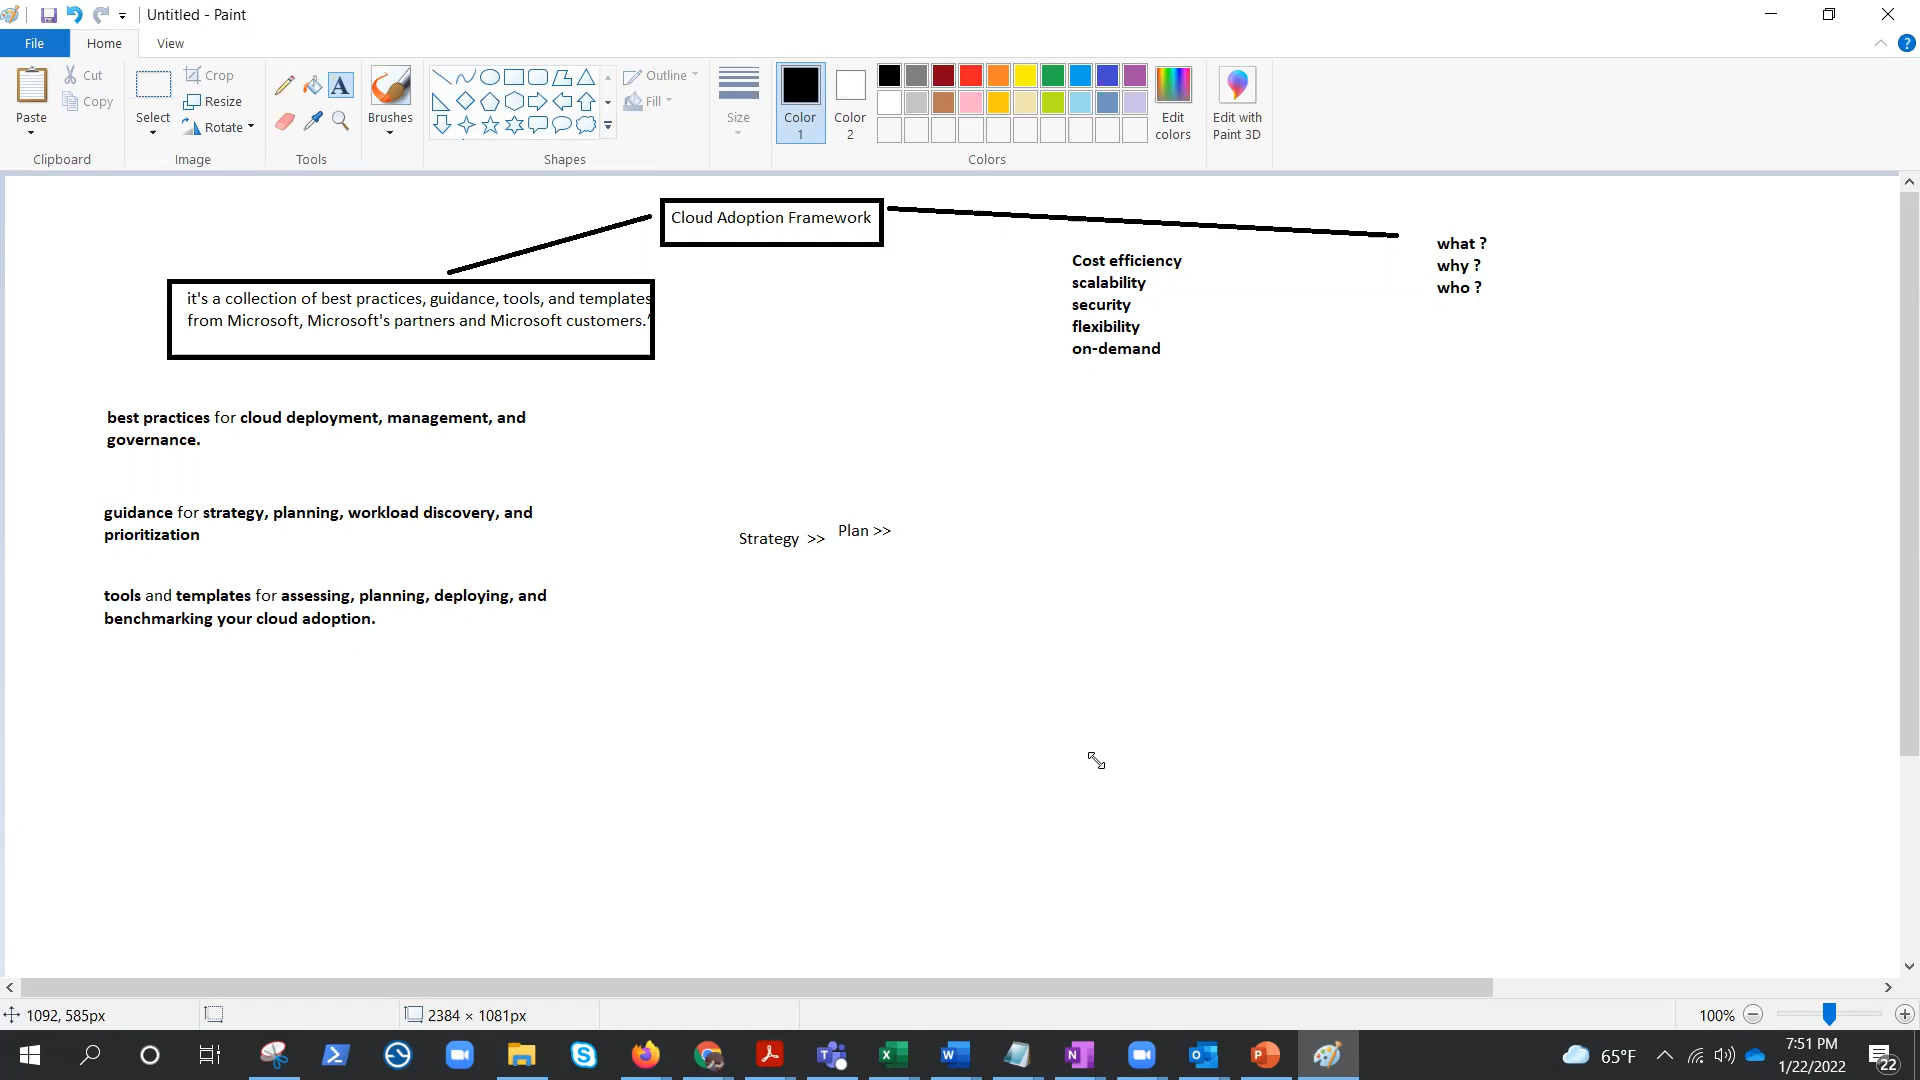 Untitled - Paint
File
Home
View
Paste
Cut
Copy
Clipboard
Select
Crop
Resize
Rotate
Image
Tools
Brushes
Shapes
Outline
Fill
Size
Color
1
Color
2
Edit
colors
Edit with
Paint 3D
Colors
Cloud Adoption Framework
it's a collection of best practices, guidance, tools, and templates
from Microsoft, Microsoft's partners and Microsoft customers.
Cost efficiency
scalability
security
flexibility
on-demand
what ?
why ?
who ?
best practices for cloud deployment, management, and
governance.
guidance for strategy, planning, workload discovery, and
prioritization
Strategy >>
Plan >>
tools and templates for assessing, planning, deploying, and
benchmarking your cloud adoption.
1092, 585px
2384 × 1081px
100%
65°F
7:51 PM
1/22/2022
22